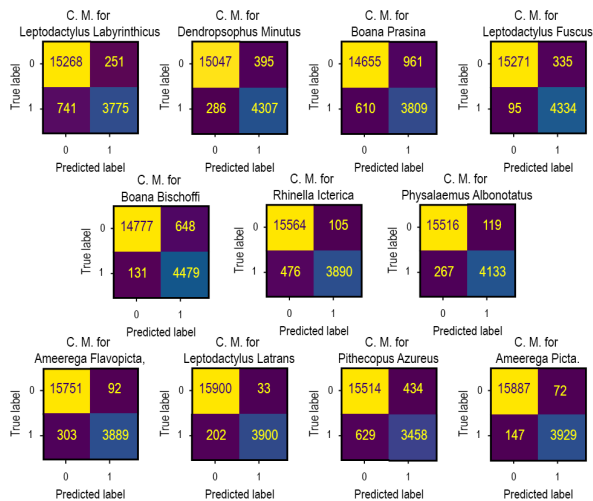 C. M. for
Leptodactylus Labyrinthicus
True label
0
15268 251
1
741 3775
0 1
Predicted label
C. M. for
Dendropsophus Minutus
True label
0
15047 395
1
286 4307
0 1
Predicted label
C. M. for
Boana Prasina
True label
0
14655 961
1
610 3809
0 1
Predicted label
C. M. for
Leptodactylus Fuscus
True label
0
15271 335
1
95 4334
0 1
Predicted label
C. M. for
Boana Bischoffi
True label
0
14777 648
1
131 4479
0 1
Predicted label
C. M. for
Rhinella Icterica
True label
0
15564 105
1
476 3890
0 1
Predicted label
C. M. for
Physalaemus Albonotatus
True label
0
15516 119
1
267 4133
0 1
Predicted label
C. M. for
Ameerega Flavopicta,
True label
0
15751 92
1
303 3889
0 1
Predicted label
C. M. for
Leptodactylus Latrans
True label
0
15900 33
1
202 3900
0 1
Predicted label
C. M. for
Pithecopus Azureus
True label
0
15514 434
1
629 3458
0 1
Predicted label
C. M. for
Ameerega Picta.
True label
0
15887 72
1
147 3929
0 1
Predicted label